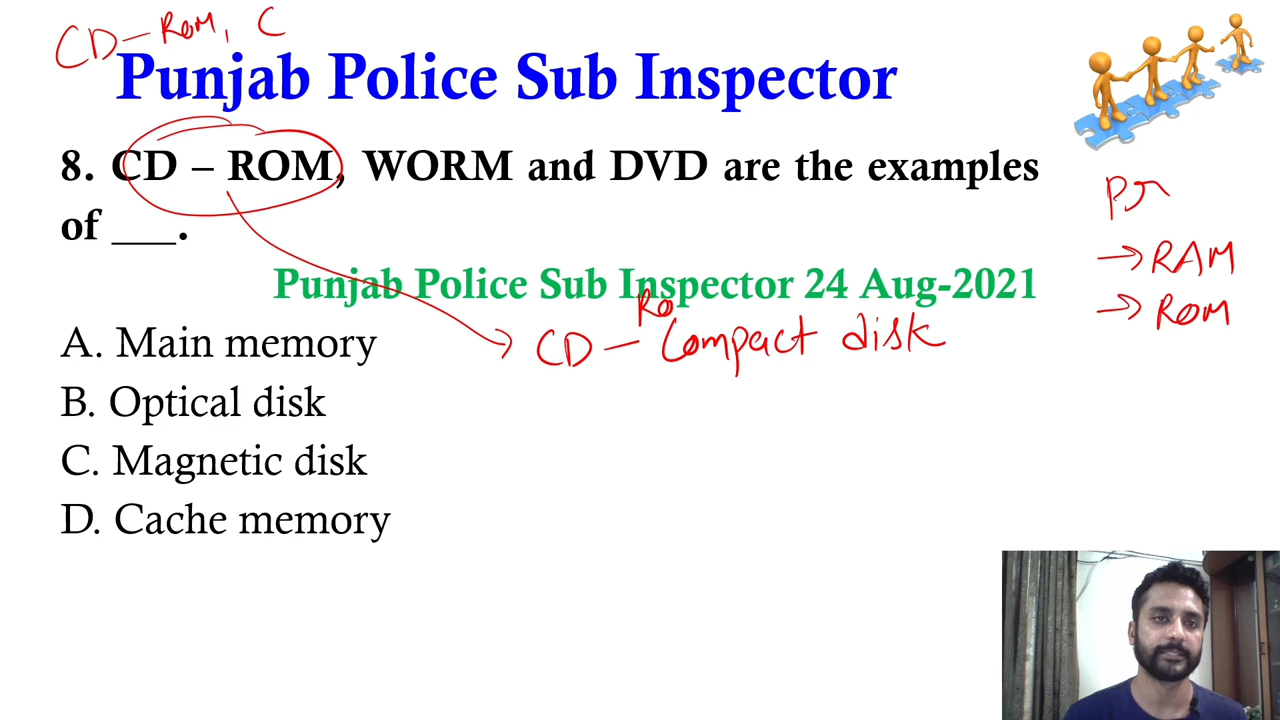 CD – ROM, C
Punjab Police Sub Inspector
8. CD – ROM, WORM and DVD are the examples
of ___.
Pr
→ RAM
→ ROM
Punjab Police Sub Inspector 24 Aug-2021
Ro
CD – Compact disk
A. Main memory
B. Optical disk
C. Magnetic disk
D. Cache memory